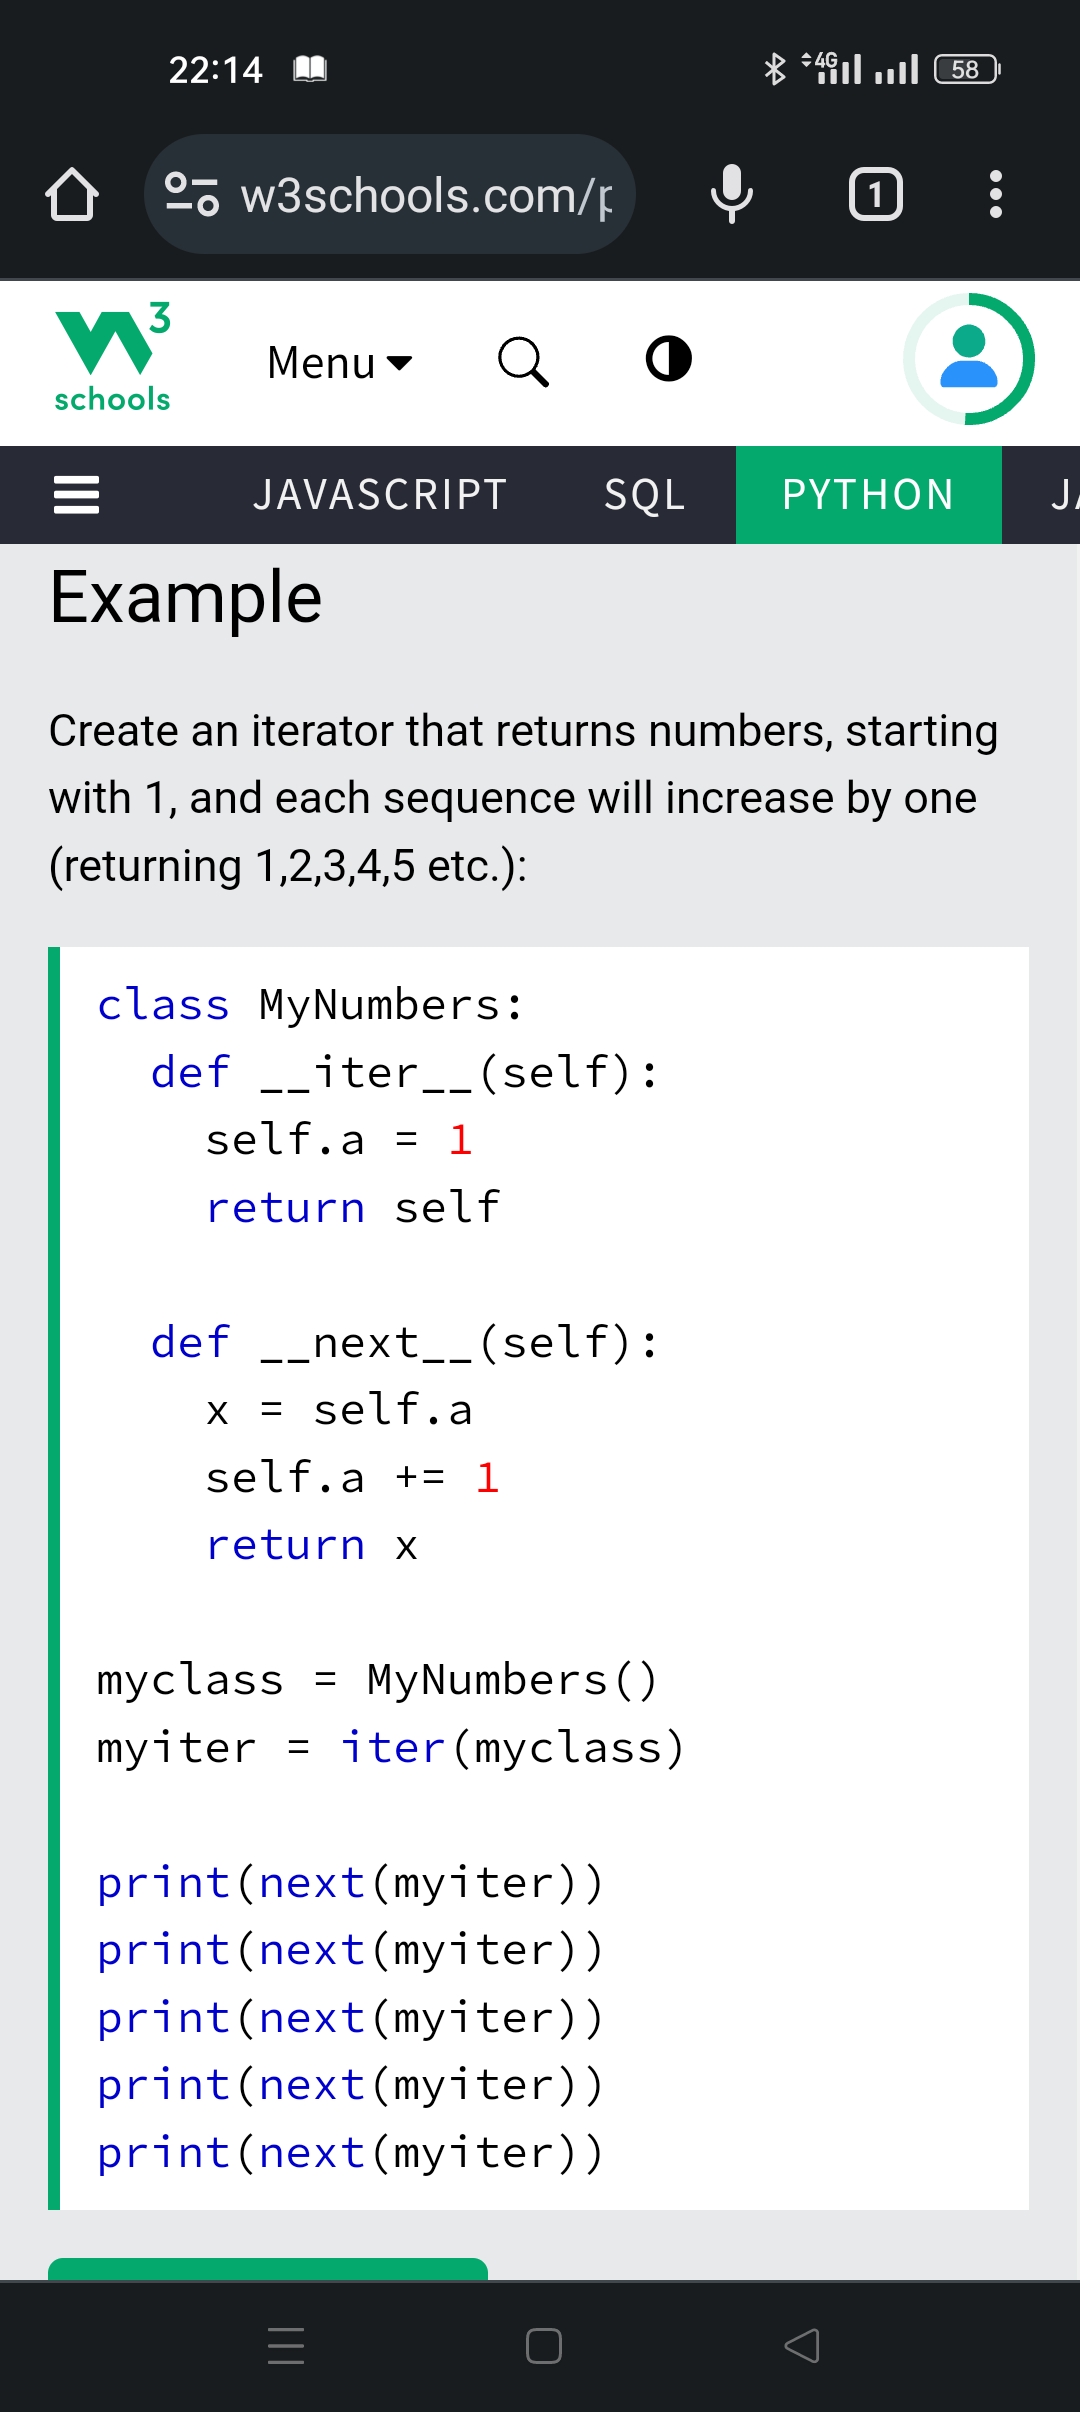 22:14 4G 58
w3schools.com/p 1
3
schools Menu
JAVASCRIPT SQL PYTHON JA
Example
Create an iterator that returns numbers, starting
with 1, and each sequence will increase by one
(returning 1,2,3,4,5 etc.):
class MyNumbers:
  def __iter__(self):
    self.a = 1
    return self
  def __next__(self):
    x = self.a
    self.a += 1
    return x
myclass = MyNumbers()
myiter = iter(myclass)
print(next(myiter))
print(next(myiter))
print(next(myiter))
print(next(myiter))
print(next(myiter))